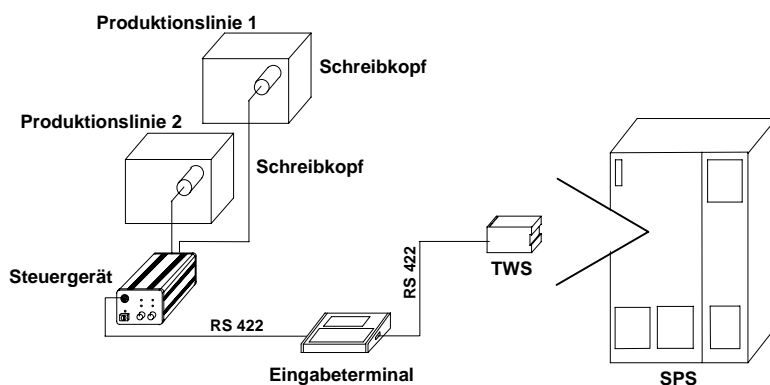 Produktionslinie 1
Schreibkopf
Produktionslinie 2
Schreibkopf
Steuergerät
RS 422
RS 422
TWS
Eingabeterminal
SPS